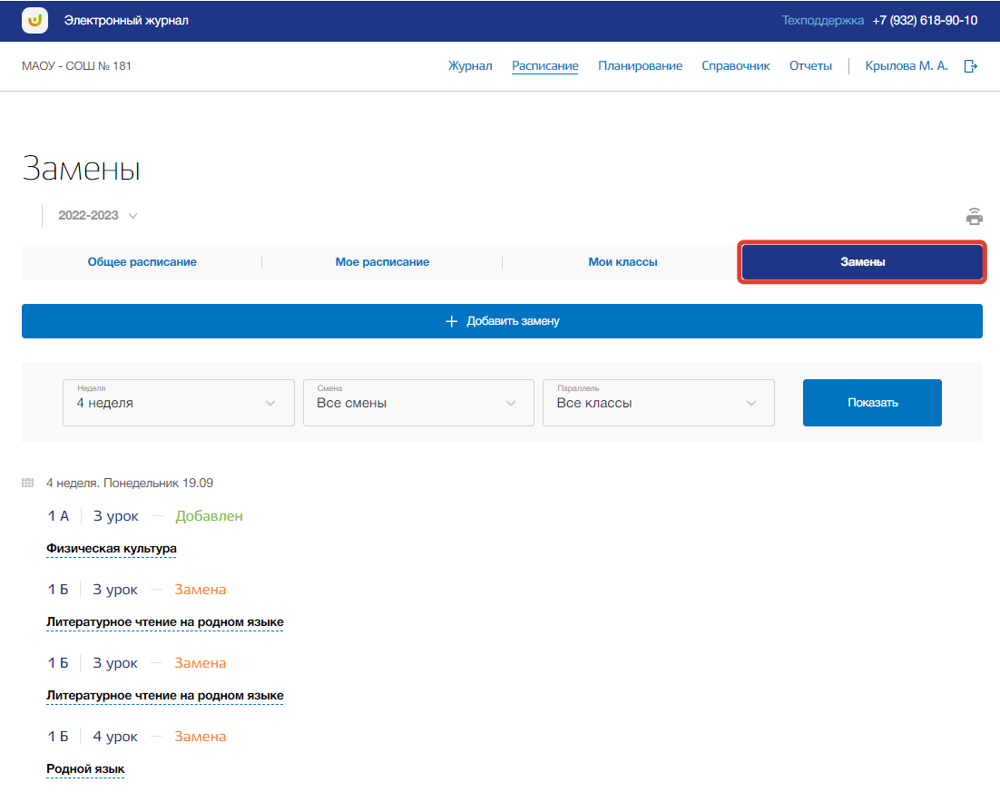 Электронный журнал
Техподдержка +7 (932) 618-90-10
МАОУ - СОШ № 181
Журнал Расписание Планирование Справочник Отчеты Крылова М. А.
Замены
2022-2023
Общее расписание Мое расписание Мои классы Замены
+ Добавить замену
Неделя Смена Параллель
4 неделя Все смены Все классы Показать
4 неделя. Понедельник 19.09
1 А 3 урок — Добавлен
Физическая культура
1 Б 3 урок — Замена
Литературное чтение на родном языке
1 Б 3 урок — Замена
Литературное чтение на родном языке
1 Б 4 урок — Замена
Родной язык